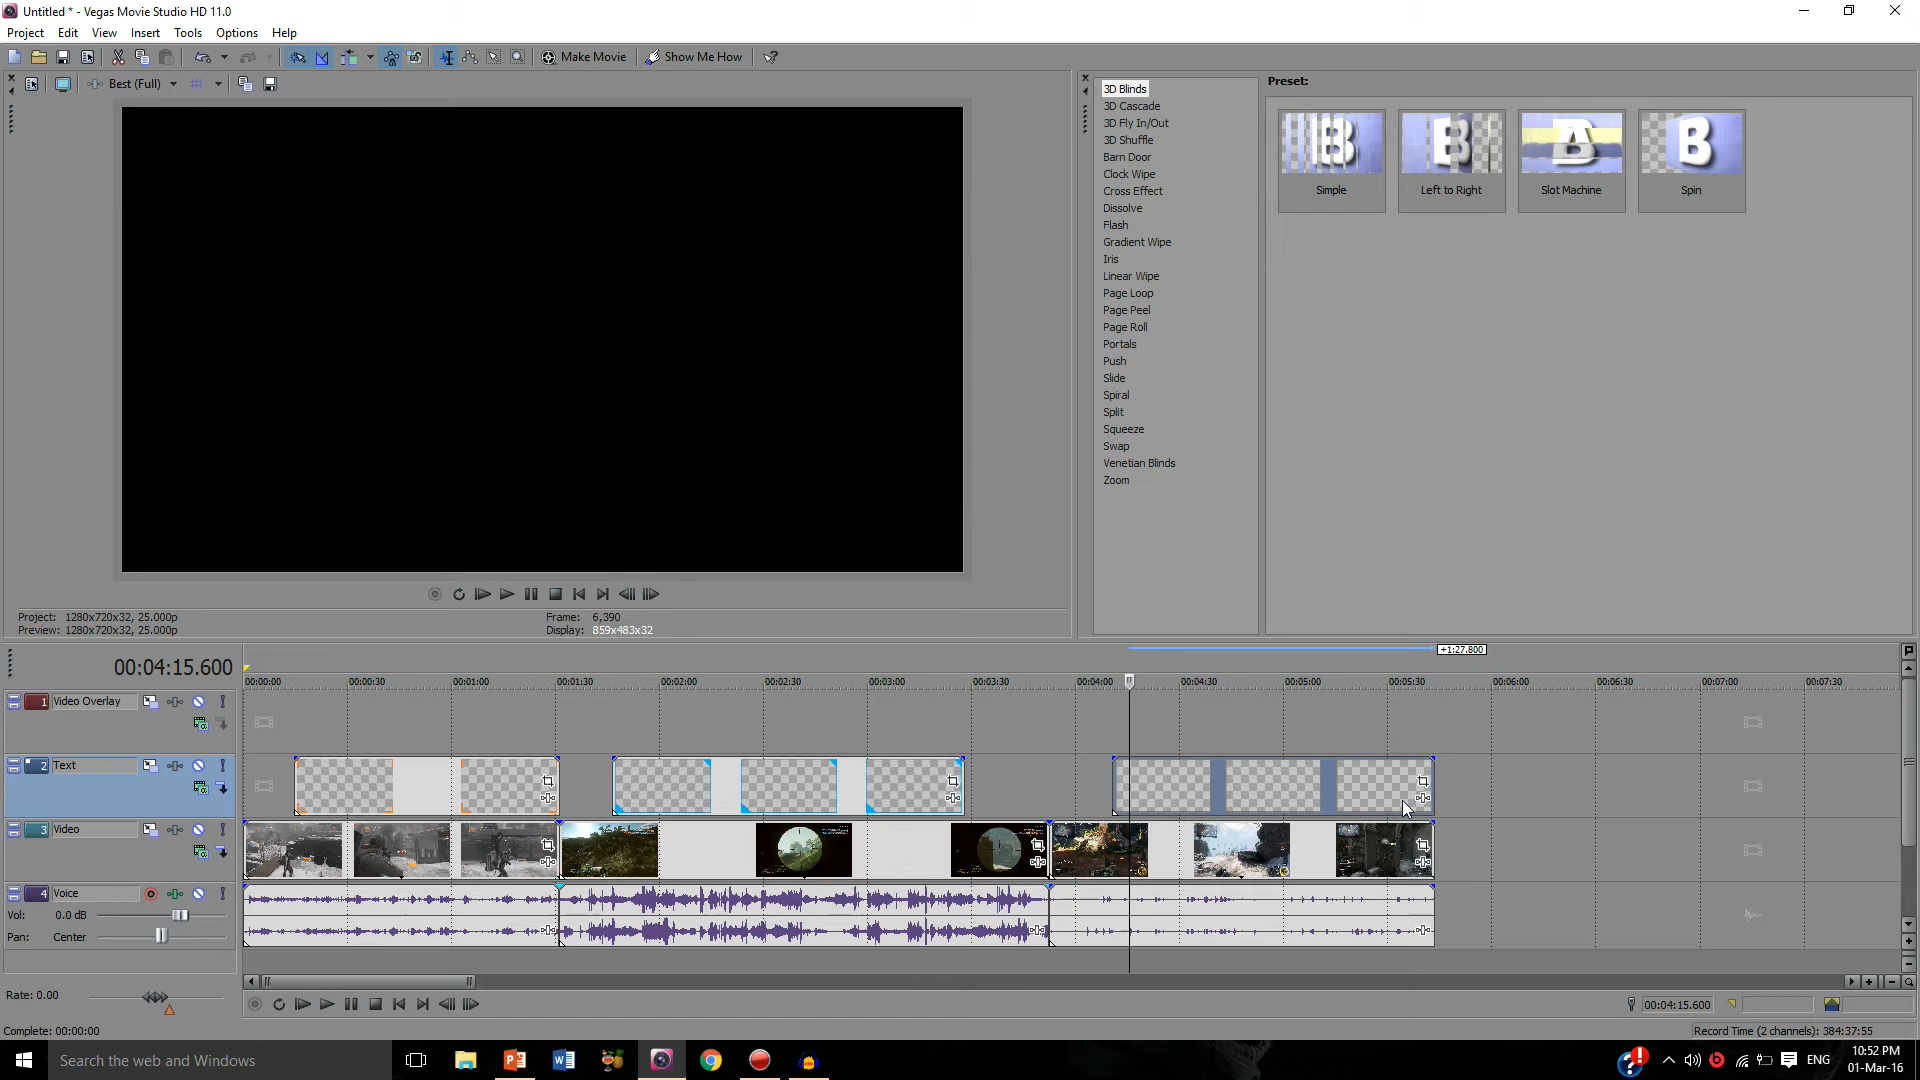 Untitled * - Vegas Movie Studio HD 11.0
Project Edit View Insert Tools Options Help
Make Movie Show Me How
Best (Full)
3D Blinds
3D Cascade
3D Fly In/Out
3D Shuffle
Barn Door
Clock Wipe
Cross Effect
Dissolve
Flash
Gradient Wipe
Iris
Linear Wipe
Page Loop
Page Peel
Page Roll
Portals
Push
Slide
Spiral
Split
Squeeze
Swap
Venetian Blinds
Zoom
Preset:
Simple Left to Right Slot Machine Spin
Project: 1280x720x32, 25.000p Frame: 6,390
Preview: 1280x720x32, 25.000p Display: 859x483x32
+1:27.800
00:04:15.600
00:00:00 00:00:30 00:01:00 00:01:30 00:02:00 00:02:30 00:03:00 00:03:30 00:04:00 00:04:30 00:05:00 00:05:30 00:06:00 00:06:30 00:07:00 00:07:30
1 Video Overlay
2 Text
3 Video
4 Voice
Vol: 0.0 dB
Pan: Center
Rate: 0.00
00:04:15.600
Complete: 00:00:00
Record Time (2 channels): 384:37:55
Search the web and Windows
ENG
10:52 PM
01-Mar-16